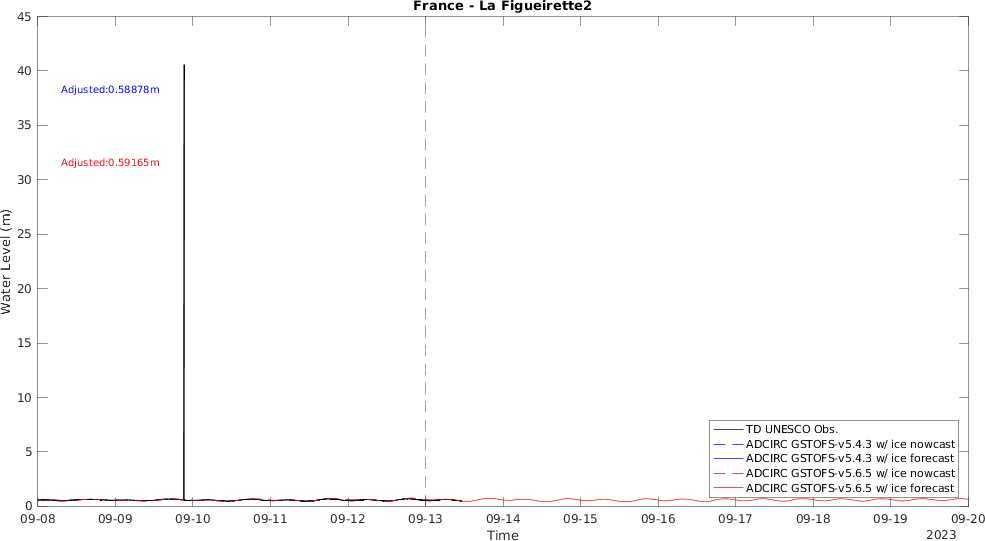 France - La Figueirette2
45
40
35
30
25
20
15
10
5
0
Water Level (m)
Adjusted:0.58878m
Adjusted:0.59165m
TD UNESCO Obs.
ADCIRC GSTOFS-v5.4.3 w/ ice nowcast
ADCIRC GSTOFS-v5.4.3 w/ ice forecast
ADCIRC GSTOFS-v5.6.5 w/ ice nowcast
ADCIRC GSTOFS-v5.6.5 w/ ice forecast
09-08 09-09 09-10 09-11 09-12 09-13 09-14 09-15 09-16 09-17 09-18 09-19 09-20
Time
2023